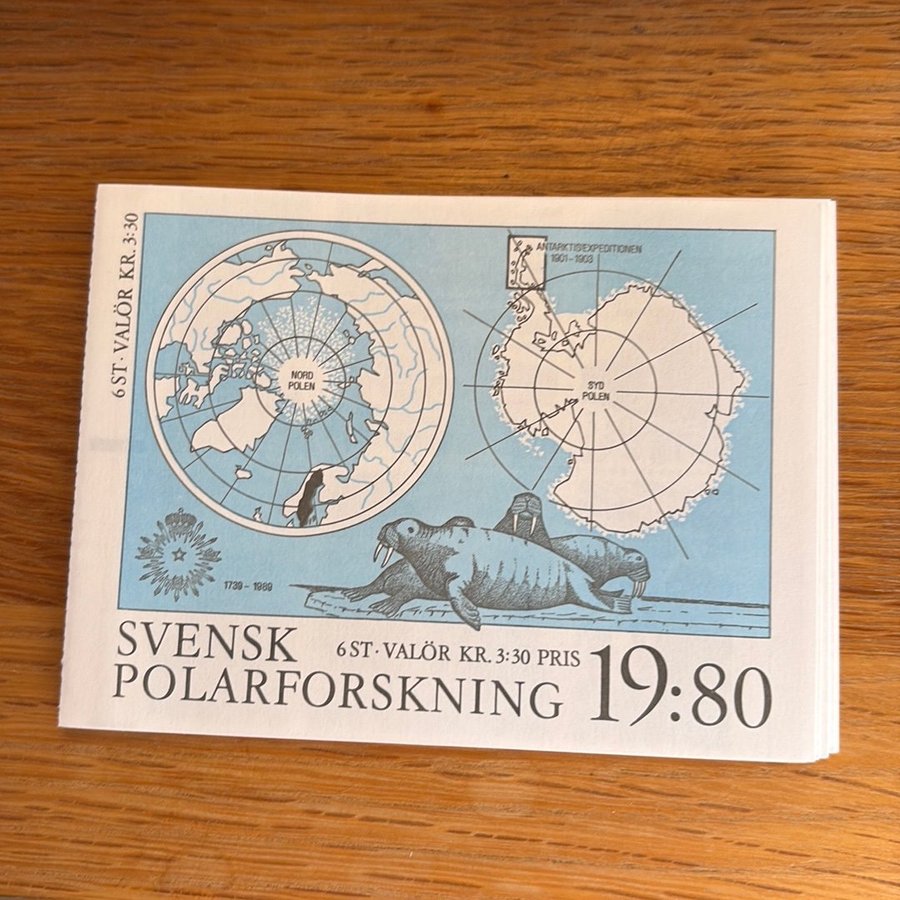 6 ST · VALÖR KR. 3:30
ANTARKTISEXPEDITIONEN
1901–1903
NORD
POLEN
SYD
POLEN
1739–1989
SVENSK
POLARFORSKNING
6 ST · VALÖR KR. 3:30 PRIS 19:80